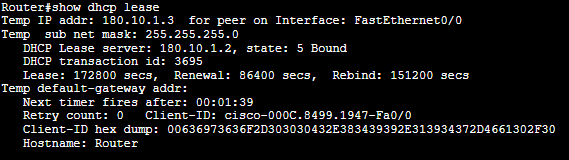 Router#show dhcp lease
Temp IP addr: 180.10.1.3  for peer on Interface: FastEthernet0/0
Temp  sub net mask: 255.255.255.0
   DHCP Lease server: 180.10.1.2, state: 5 Bound
   DHCP transaction id: 3695
   Lease: 172800 secs,  Renewal: 86400 secs,  Rebind: 151200 secs
Temp default-gateway addr:
   Next timer fires after: 00:01:39
   Retry count: 0   Client-ID: cisco-000C.8499.1947-Fa0/0
   Client-ID hex dump: 00636973636F2D303030432E383439392E313934372D4661302F30
   Hostname: Router